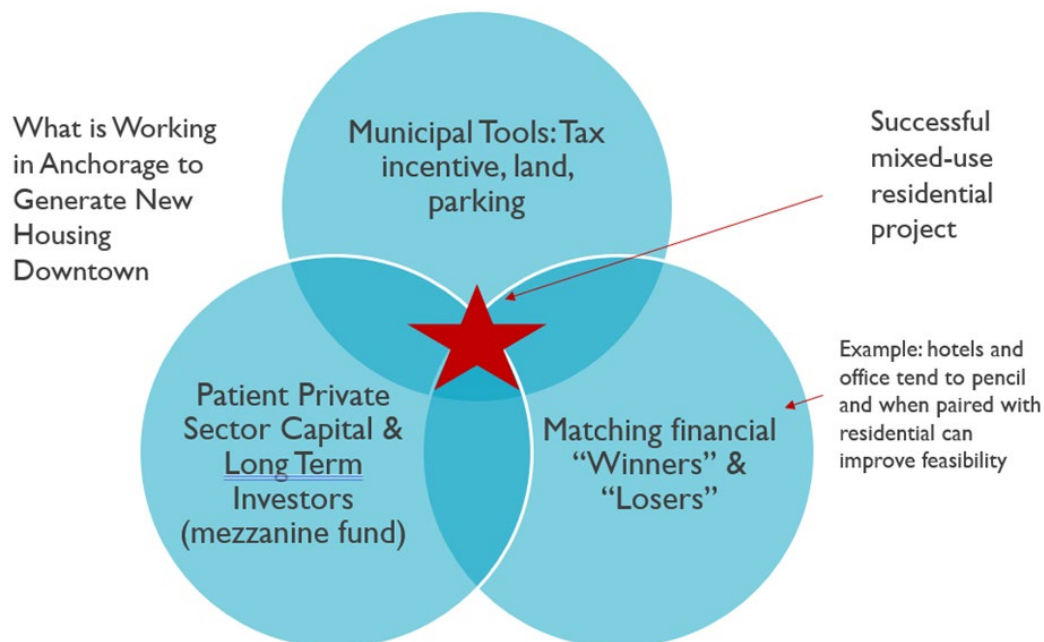 What is Working
in Anchorage to
Generate New
Housing
Downtown
Municipal Tools: Tax
incentive, land,
parking
Successful
mixed-use
residential
project
Patient Private
Sector Capital &
Long Term
Investors
(mezzanine fund)
Matching financial
“Winners” &
“Losers”
Example: hotels and
office tend to pencil
and when paired with
residential can
improve feasibility